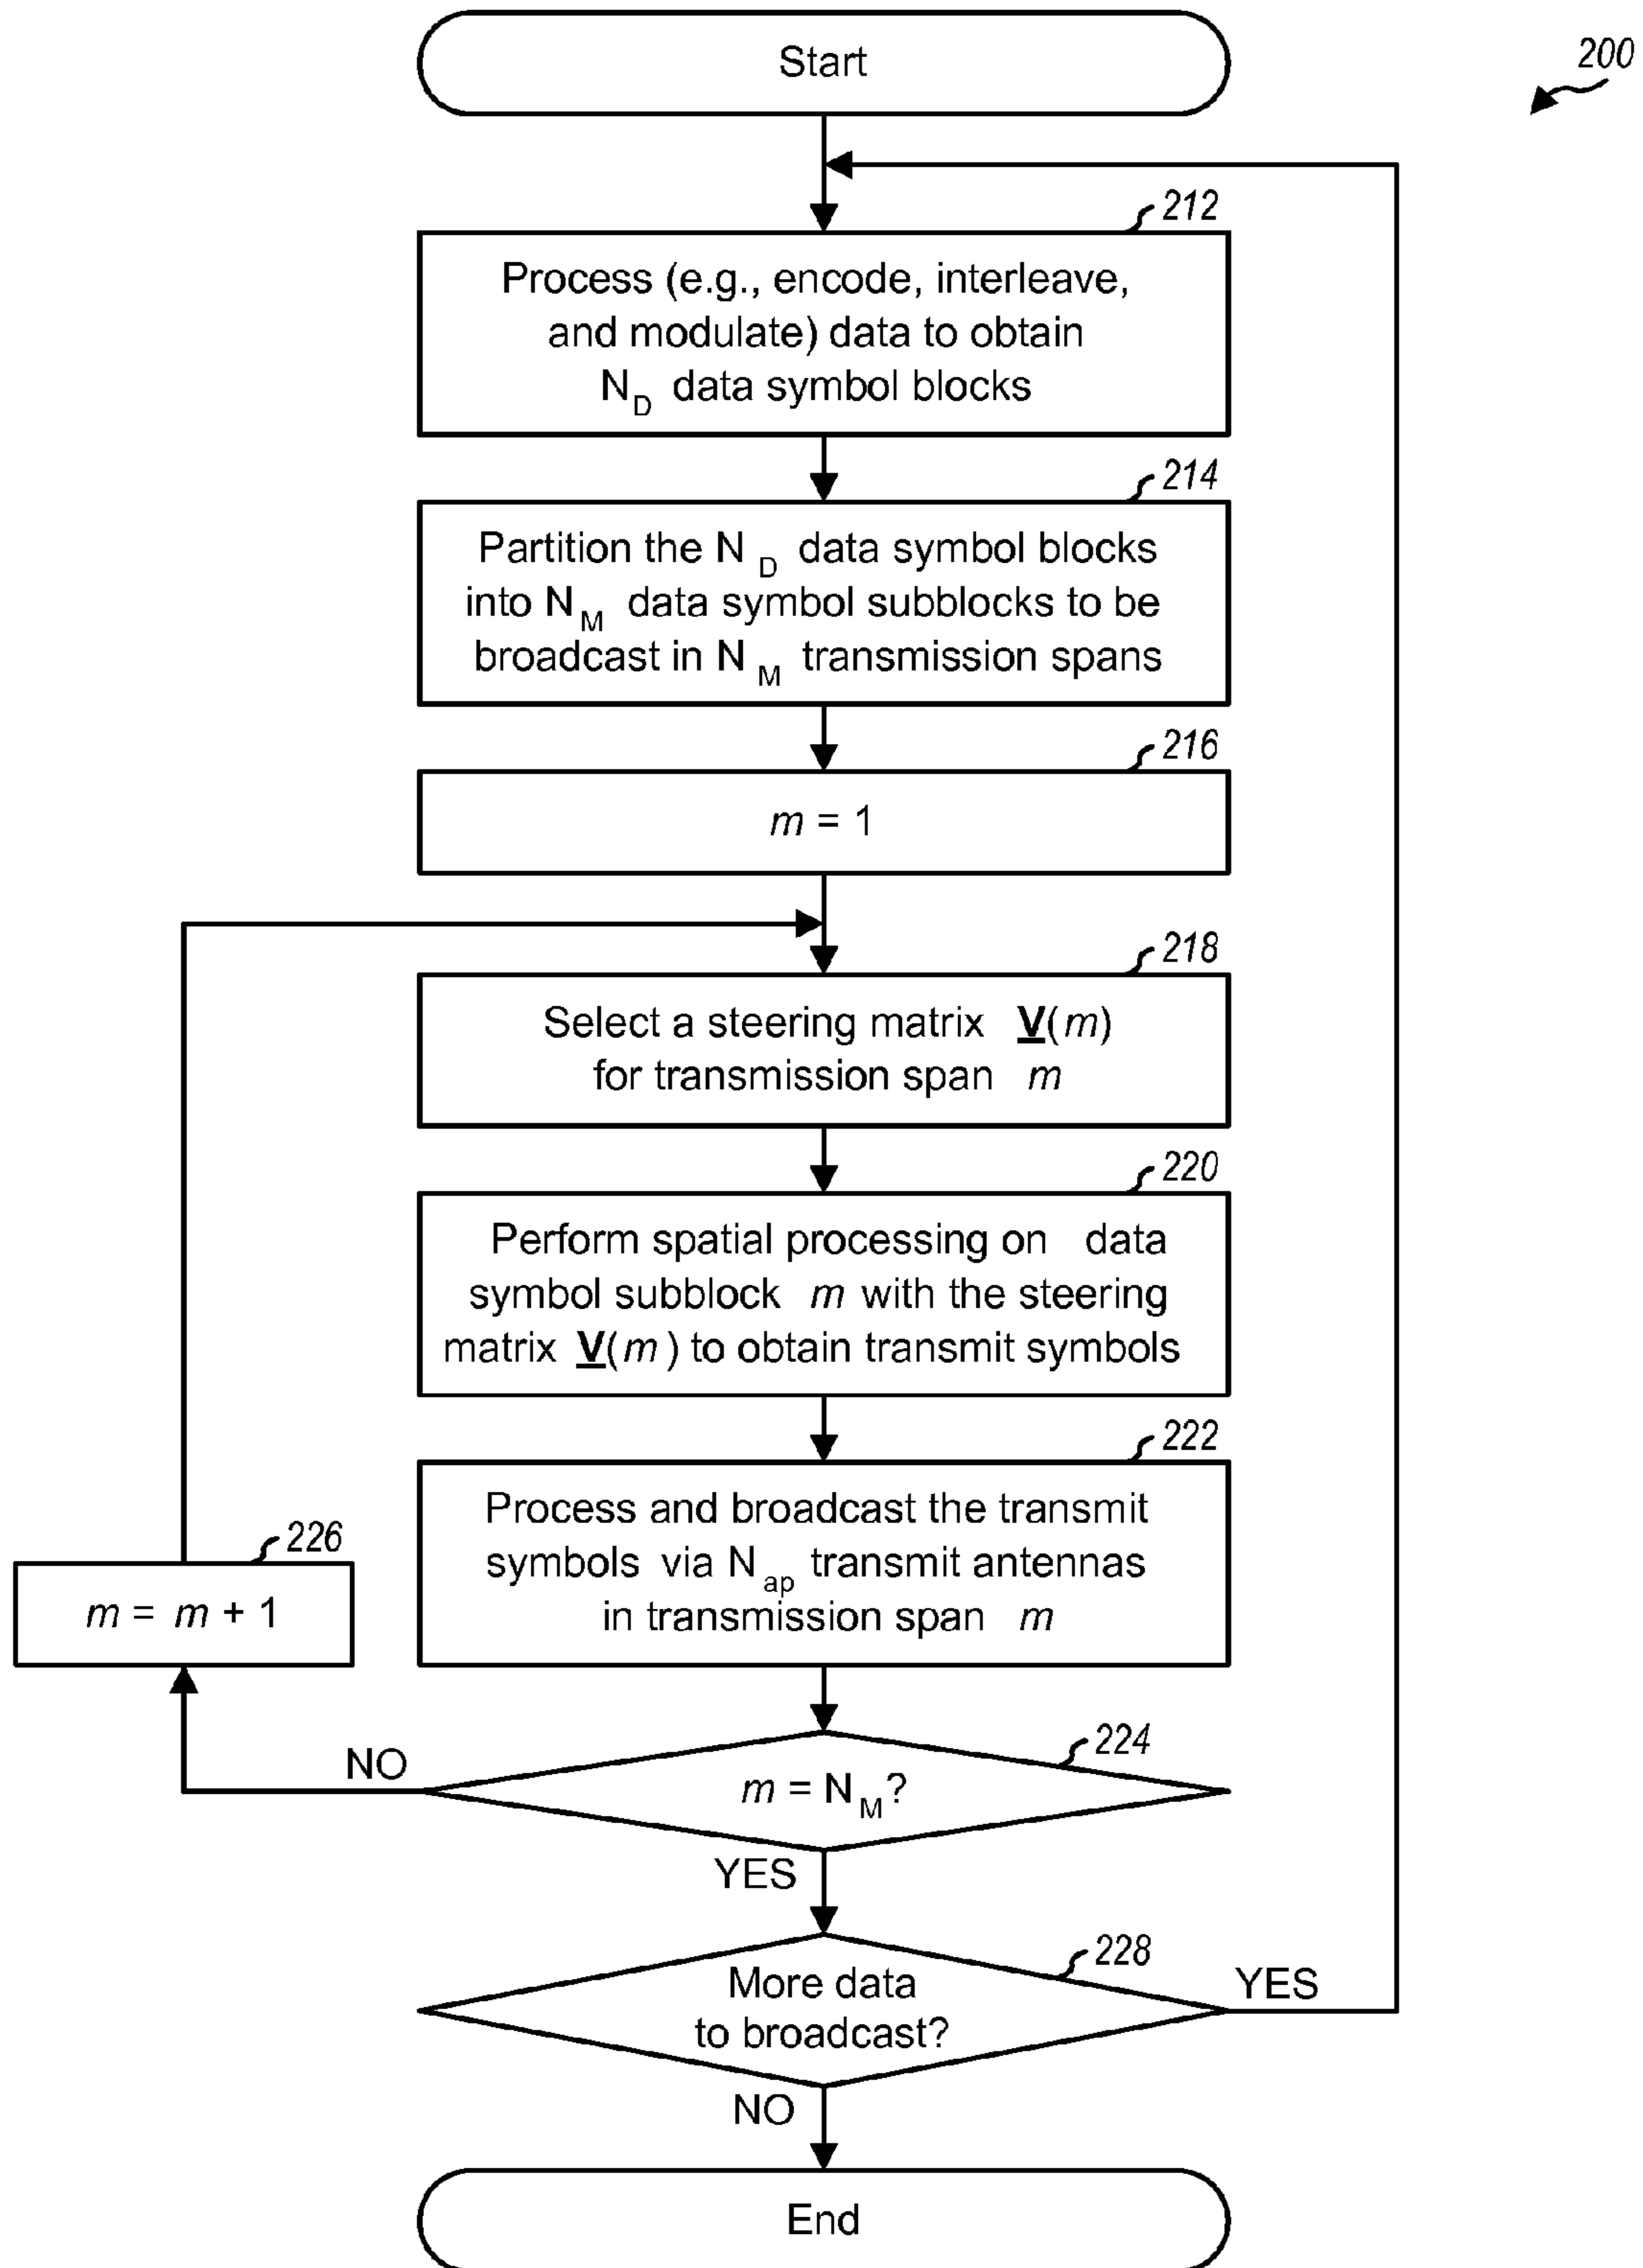 Start
200
212
Process (e.g., encode, interleave,
and modulate) data to obtain
N_D data symbol blocks
214
Partition the N_D data symbol blocks
into N_M data symbol subblocks to be
broadcast in N_M transmission spans
216
m = 1
218
Select a steering matrix V(m)
for transmission span m
220
Perform spatial processing on data
symbol subblock m with the steering
matrix V(m) to obtain transmit symbols
222
Process and broadcast the transmit
symbols via N_ap transmit antennas
in transmission span m
226
m = m + 1
224
NO
m = N_M?
YES
228
More data
to broadcast?
YES
NO
End